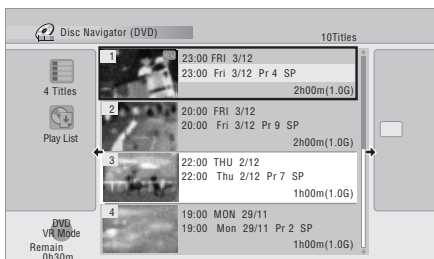 Disc Navigator (DVD)
10Titles
4 Titles
Play List
DVD
VR Mode
Remain
0h30m
1
23:00 FRI 3/12
23:00 Fri 3/12 Pr 4 SP
2h00m(1.0G)
2
20:00 FRI 3/12
20:00 Fri 3/12 Pr 9 SP
2h00m(1.0G)
3
22:00 THU 2/12
22:00 Thu 2/12 Pr 7 SP
1h00m(1.0G)
4
19:00 MON 29/11
19:00 Mon 29/11 Pr 2 SP
1h00m(1.0G)